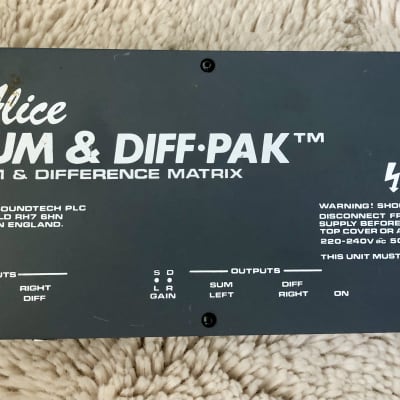 Alice
UM & DIFF·PAK™
& DIFFERENCE MATRIX
OUNDTECH PLC
LD RH7 6HN
N ENGLAND.
WARNING! SHO
DISCONNECT F
SUPPLY BEFORE
TOP COVER OR A
220-240V AC 50
THIS UNIT MUST
UTS
RIGHT
DIFF
S D
L R
GAIN
OUTPUTS
SUM DIFF
LEFT RIGHT ON